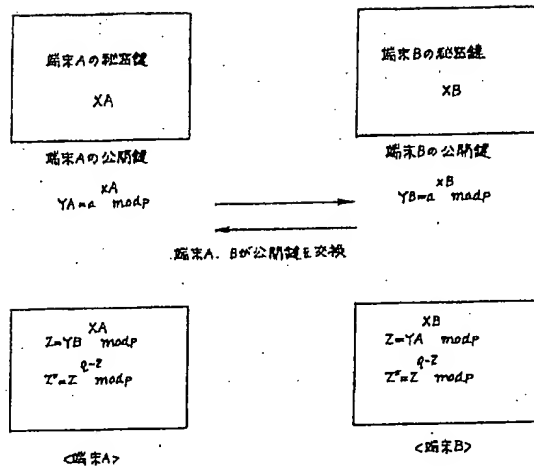 端末Aの秘密鍵
XA
端末Bの秘密鍵
XB
端末Aの公開鍵
YA=a^XA modp
端末Bの公開鍵
YB=a^XB modp
端末A、Bが公開鍵を交換
Z=YB^XA modp
Z^q-2 modp
Z=YA^XB modp
Z^q-2 modp
<端末A>
<端末B>